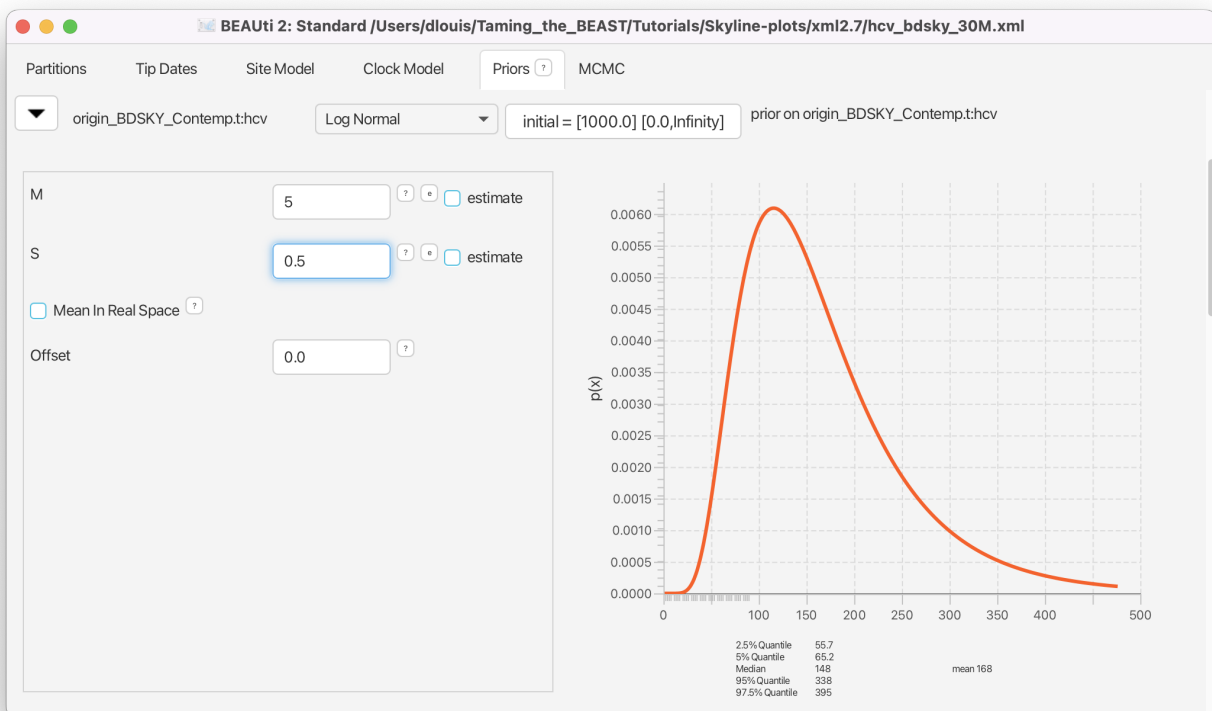 BEAUti 2: Standard /Users/dlouis/Taming_the_BEAST/Tutorials/Skyline-plots/xml2.7/hcv_bdsky_30M.xml
Partitions Tip Dates Site Model Clock Model Priors ? MCMC
origin_BDSKY_Contemp.t:hcv Log Normal initial = [1000.0] [0.0,Infinity] prior on origin_BDSKY_Contemp.t:hcv
M 5 ? e estimate
S 0.5 ? e estimate
Mean In Real Space ?
Offset 0.0 ?
p(x)
0.0060
0.0055
0.0050
0.0045
0.0040
0.0035
0.0030
0.0025
0.0020
0.0015
0.0010
0.0005
0.0000
0 100 150 200 250 300 350 400 500
2.5% Quantile 55.7
5% Quantile 65.2
Median 148 mean 168
95% Quantile 338
97.5% Quantile 395